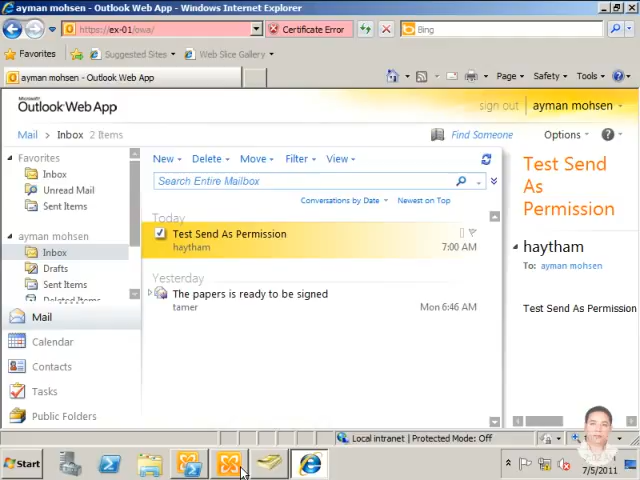 ayman mohsen - Outlook Web App - Windows Internet Explorer
https://ex-01/owa/
Certificate Error
Bing
Favorites
Suggested Sites
Web Slice Gallery
ayman mohsen - Outlook Web App
Page
Safety
Tools
Microsoft
Outlook Web App
sign out
ayman mohsen
Mail > Inbox 2 Items
Find Someone
Options
Favorites
Inbox
Unread Mail
Sent Items
ayman mohsen
Inbox
Drafts
Sent Items
Deleted Items
Mail
Calendar
Contacts
Tasks
Public Folders
New
Delete
Move
Filter
View
Search Entire Mailbox
Conversations by Date
Newest on Top
Today
Test Send As Permission
haytham
7:00 AM
Yesterday
The papers is ready to be signed
tamer
Mon 6:46 AM
Test Send
As
Permission
haytham
To: ayman mohsen
Test Send As Permission
Local intranet | Protected Mode: Off
Start
7/5/2011